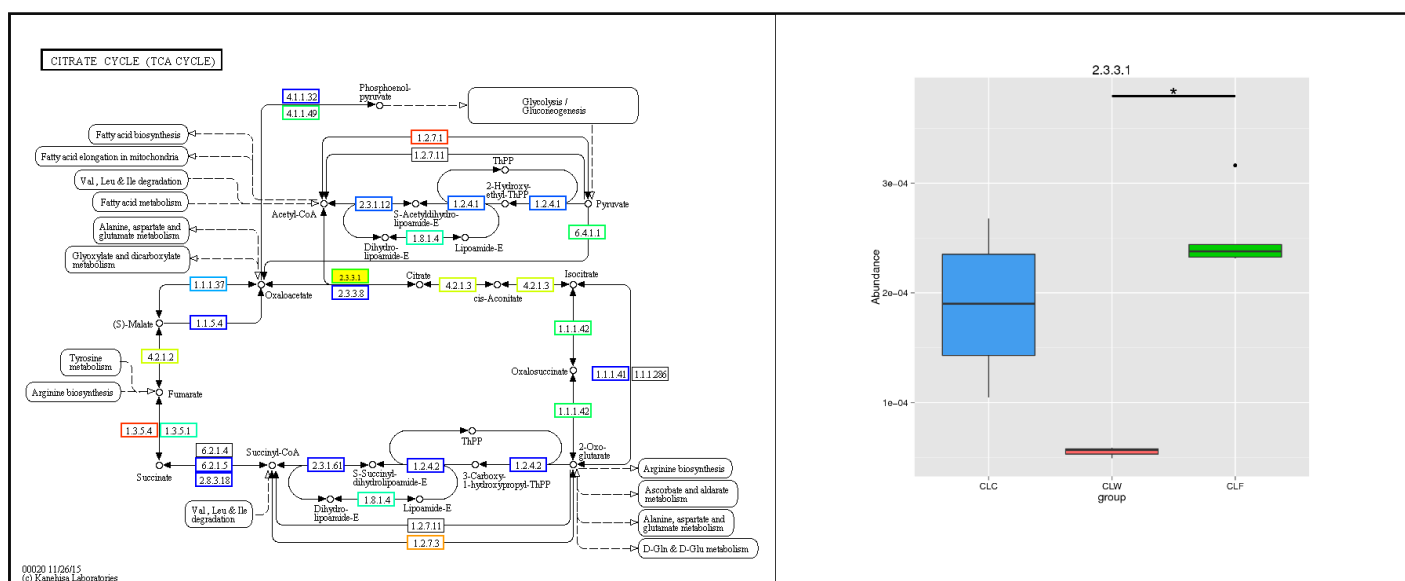 CITRATE CYCLE (TCA CYCLE)
4.1.1.32
4.1.1.49
Phosphoenol-
pyruvate
Glycolysis /
Gluconeogenesis
Fatty acid biosynthesis
Fatty acid elongation in mitochondria
Val , Leu & Ile degradation
Fatty acid metabolism
Alanine, aspartate and
glutamate metabolism
Glyoxylate and dicarboxylate
metabolism
1.2.7.1
1.2.7.11
ThPP
2-Hydroxy-
ethyl-ThPP
Acetyl-CoA
2.3.1.12
S-Acetyldihydro-
lipoamide-E
1.2.4.1
1.2.4.1
Pyruvate
Dihydro-
lipoamide-E
1.8.1.4
Lipoamide-E
6.4.1.1
1.1.1.37
Oxaloacetate
2.3.3.1
2.3.3.8
Citrate
4.2.1.3
cis-Aconitate
4.2.1.3
Isocitrate
(S)-Malate
1.1.5.4
1.1.1.42
4.2.1.2
Tyrosine
metabolism
Arginine biosynthesis
Fumarate
Oxalosuccinate
1.1.1.41
1.1.1.286
1.1.1.42
1.3.5.4
1.3.5.1
ThPP
6.2.1.4
6.2.1.5
2.8.3.18
Succinate
Succinyl-CoA
2.3.1.61
S-Succinyl-
dihydrolipoamide-E
1.2.4.2
3-Carboxy-
1-hydroxypropyl-ThPP
1.2.4.2
2-Oxo-
glutarate
Arginine biosynthesis
Ascorbate and aldarate
metabolism
Alanine, aspartate and
glutamate metabolism
D-Gln & D-Glu metabolism
Val , Leu & Ile
degradation
Dihydro-
lipoamide-E
1.8.1.4
Lipoamide-E
1.2.7.11
1.2.7.3
00020 11/26/15
(c) Kanehisa Laboratories
2.3.3.1
*
3e-04
2e-04
1e-04
Abundance
CLC
CLW
CLF
group